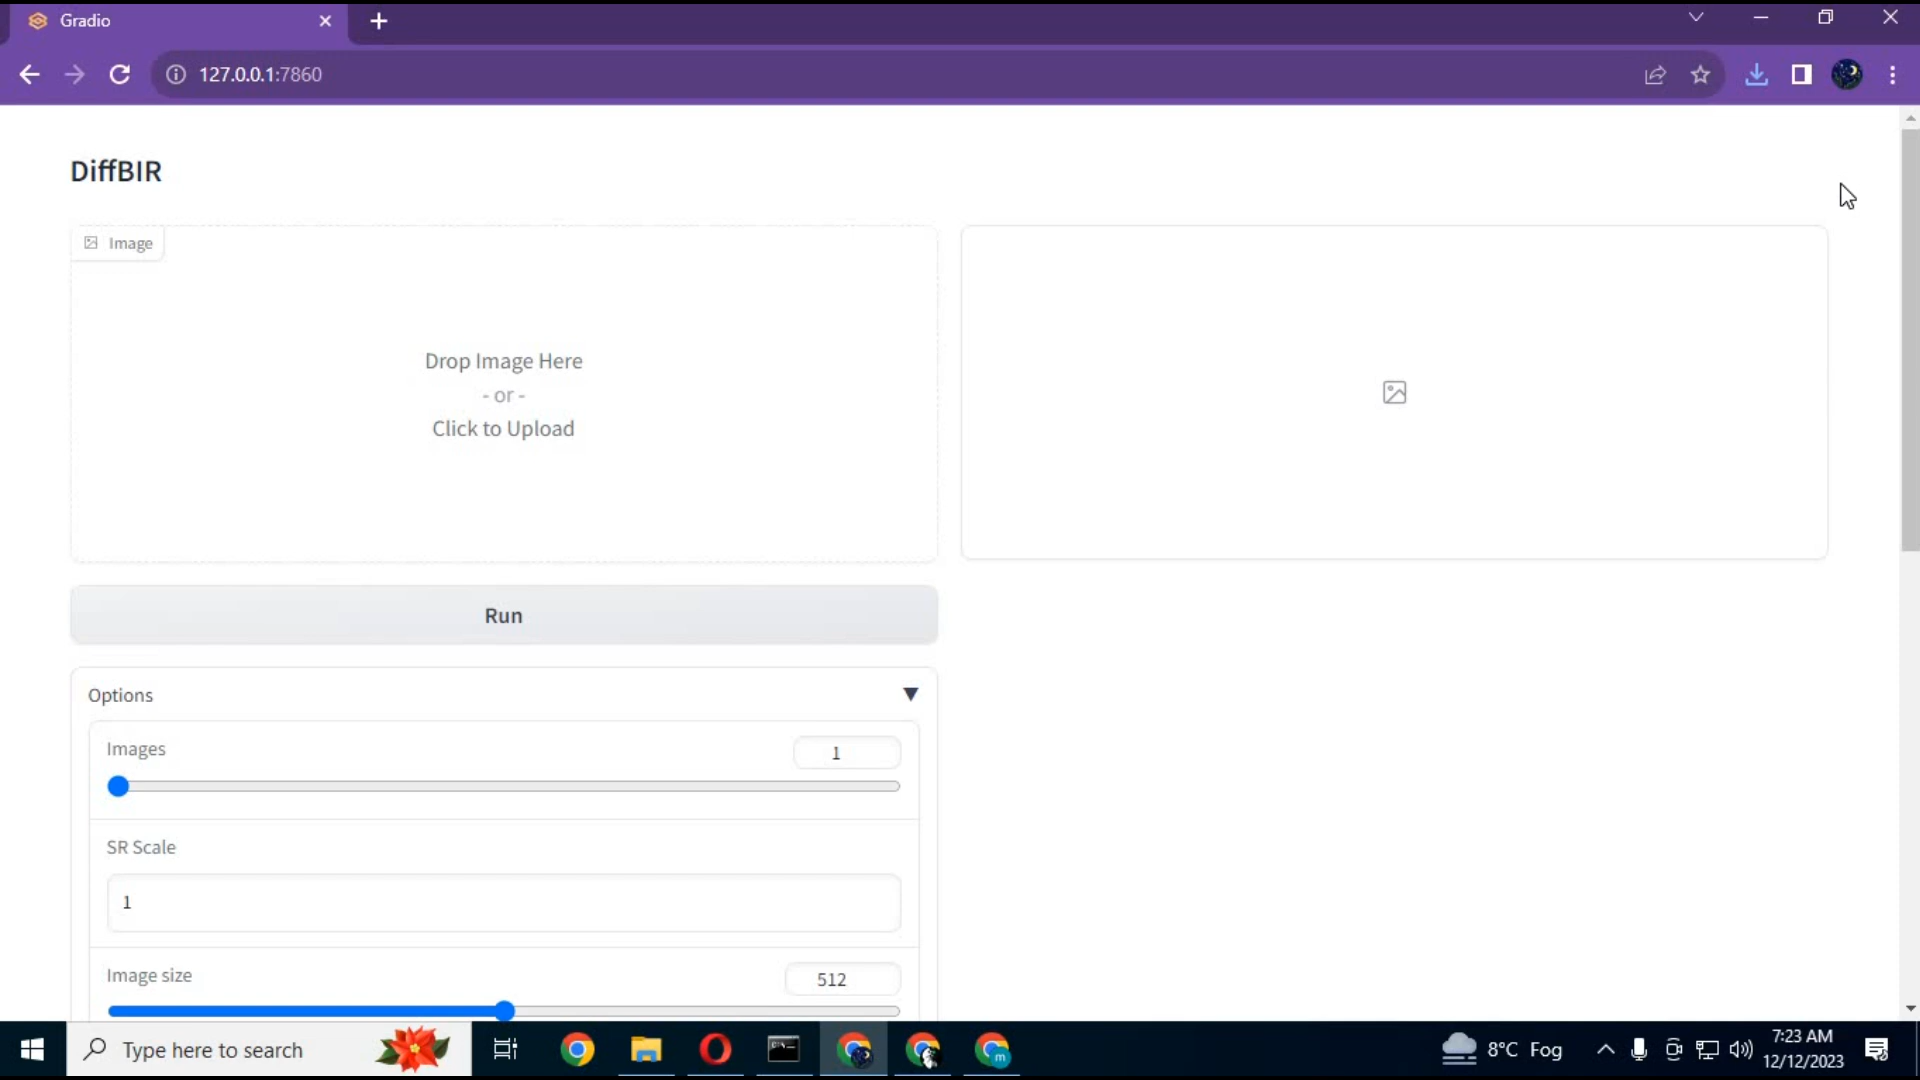 Gradio
127.0.0.1:7860
DiffBIR
Image
Drop Image Here
- or -
Click to Upload
Run
Options
Images
1
SR Scale
1
Image size
512
Type here to search
8°C Fog
7:23 AM
12/12/2023